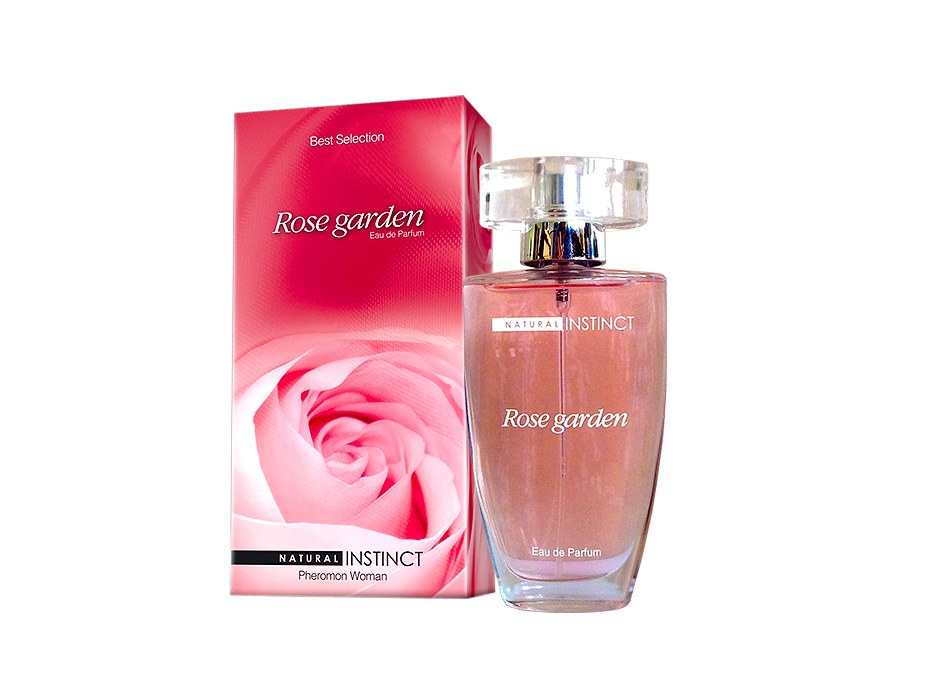 Best Selection
Rose garden
Eau de Parfum
NATURAL INSTINCT
Pheromon Woman
NATURAL INSTINCT
Rose garden
Eau de Parfum